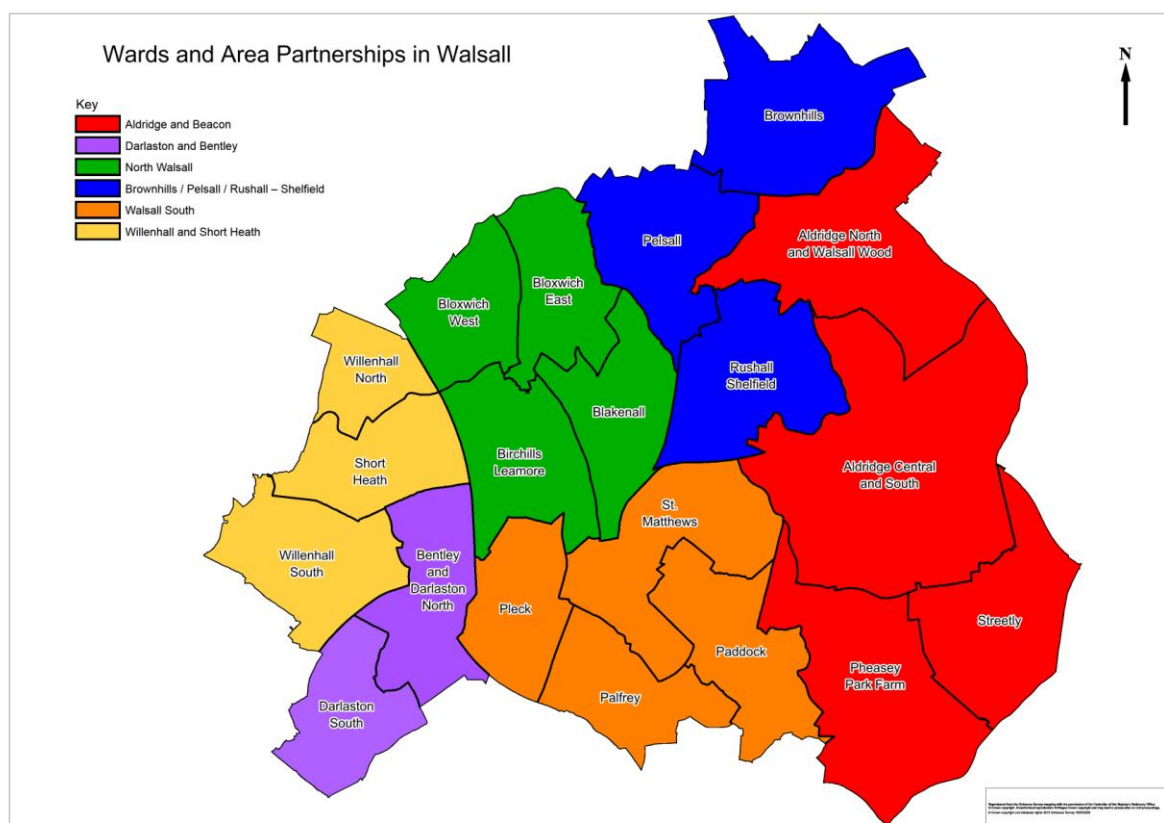 Wards and Area Partnerships in Walsall
N
Key
Aldridge and Beacon
Darlaston and Bentley
North Walsall
Brownhills / Pelsall / Rushall – Shelfield
Walsall South
Willenhall and Short Heath
Brownhills
Pelsall
Aldridge North
and Walsall Wood
Bloxwich
East
Bloxwich
West
Willenhall
North
Rushall
Shelfield
Blakenall
Birchills
Leamore
Short
Heath
Aldridge Central
and South
St.
Matthews
Willenhall
South
Bentley
and
Darlaston
North
Pleck
Streetly
Paddock
Pheasey
Park Farm
Palfrey
Darlaston
South